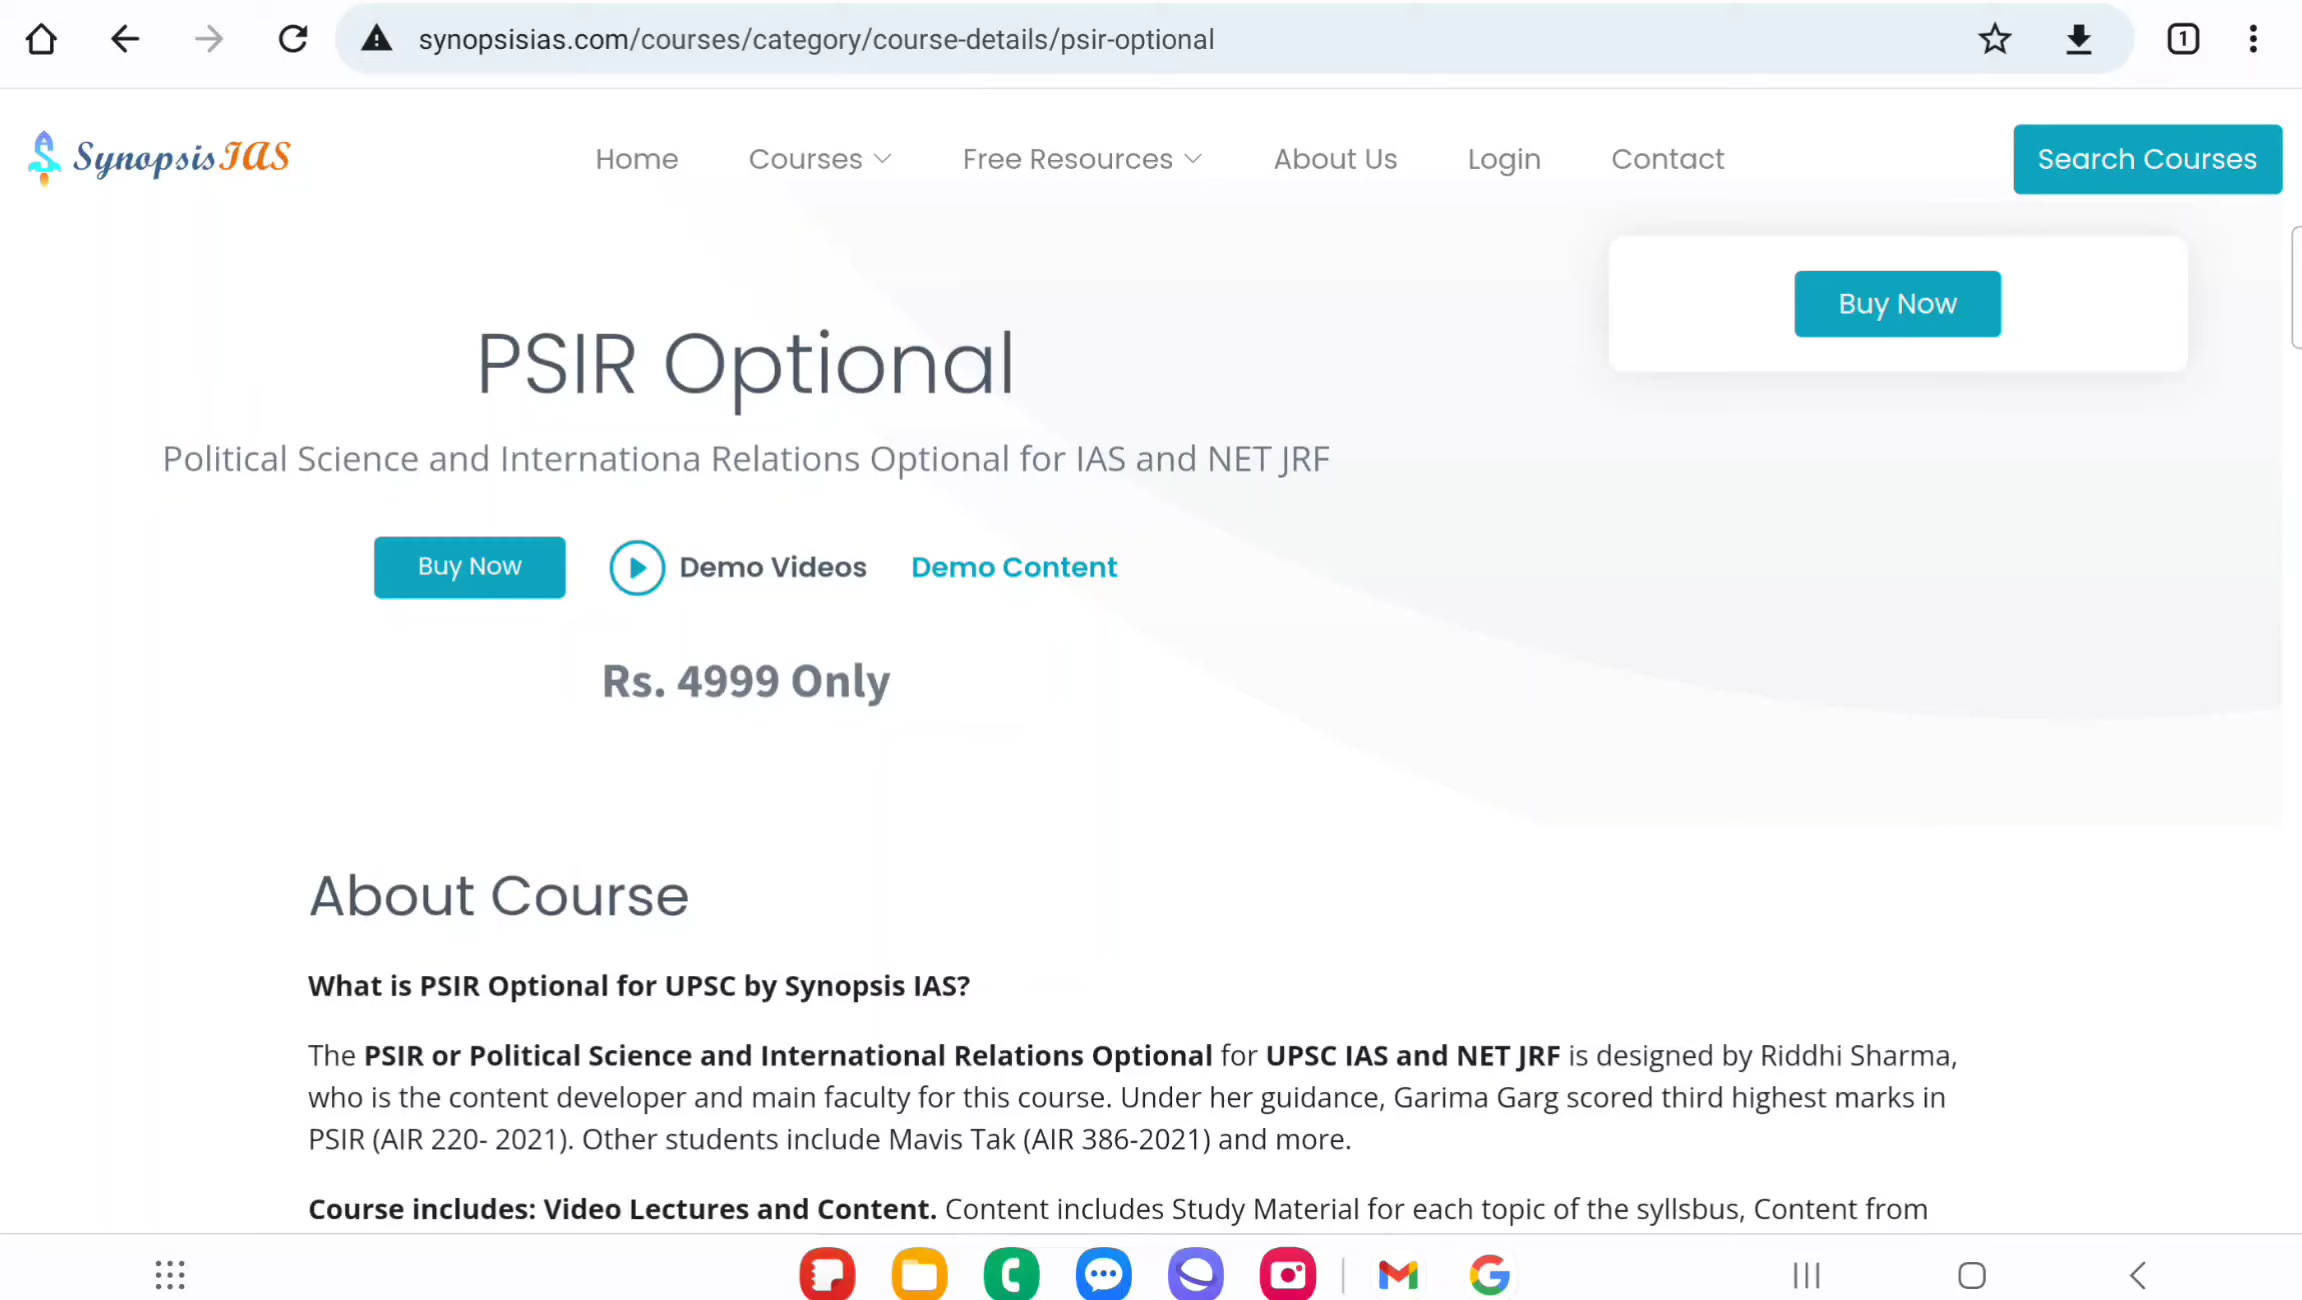 synopsisias.com/courses/category/course-details/psir-optional
1
Synopsis IAS
Home
Courses
Free Resources
About Us
Login
Contact
Search Courses
Buy Now
PSIR Optional
Political Science and Internationa Relations Optional for IAS and NET JRF
Buy Now
Demo Videos
Demo Content
Rs. 4999 Only
About Course
What is PSIR Optional for UPSC by Synopsis IAS?
The PSIR or Political Science and International Relations Optional for UPSC IAS and NET JRF is designed by Riddhi Sharma,
who is the content developer and main faculty for this course. Under her guidance, Garima Garg scored third highest marks in
PSIR (AIR 220- 2021). Other students include Mavis Tak (AIR 386-2021) and more.
Course includes: Video Lectures and Content. Content includes Study Material for each topic of the syllsbus, Content from